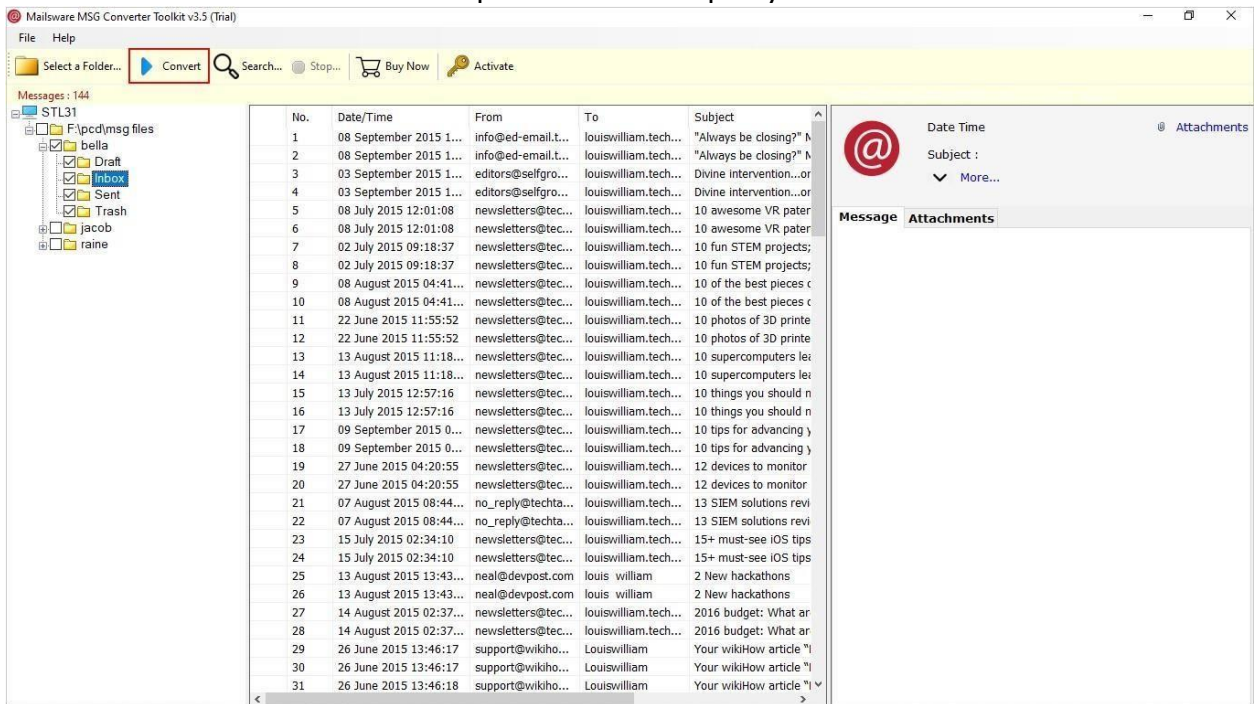 Mailsware MSG Converter Toolkit v3.5 (Trial)
File Help
Select a Folder... Convert Search... Stop... Buy Now Activate
Messages : 144
STL31
F:\pcd\msg files
bella
Draft
Inbox
Sent
Trash
jacob
raine
No. Date/Time From To Subject
1 08 September 2015 1... info@ed-email.t... louiswilliam.tech... "Always be closing?" N
2 08 September 2015 1... info@ed-email.t... louiswilliam.tech... "Always be closing?" N
3 03 September 2015 1... editors@selfgro... louiswilliam.tech... Divine intervention...or
4 03 September 2015 1... editors@selfgro... louiswilliam.tech... Divine intervention...or
5 08 July 2015 12:01:08 newsletters@tec... louiswilliam.tech... 10 awesome VR pater
6 08 July 2015 12:01:08 newsletters@tec... louiswilliam.tech... 10 awesome VR pater
7 02 July 2015 09:18:37 newsletters@tec... louiswilliam.tech... 10 fun STEM projects;
8 02 July 2015 09:18:37 newsletters@tec... louiswilliam.tech... 10 fun STEM projects;
9 08 August 2015 04:41... newsletters@tec... louiswilliam.tech... 10 of the best pieces c
10 08 August 2015 04:41... newsletters@tec... louiswilliam.tech... 10 of the best pieces c
11 22 June 2015 11:55:52 newsletters@tec... louiswilliam.tech... 10 photos of 3D printe
12 22 June 2015 11:55:52 newsletters@tec... louiswilliam.tech... 10 photos of 3D printe
13 13 August 2015 11:18... newsletters@tec... louiswilliam.tech... 10 supercomputers lea
14 13 August 2015 11:18... newsletters@tec... louiswilliam.tech... 10 supercomputers lea
15 13 July 2015 12:57:16 newsletters@tec... louiswilliam.tech... 10 things you should n
16 13 July 2015 12:57:16 newsletters@tec... louiswilliam.tech... 10 things you should n
17 09 September 2015 0... newsletters@tec... louiswilliam.tech... 10 tips for advancing y
18 09 September 2015 0... newsletters@tec... louiswilliam.tech... 10 tips for advancing y
19 27 June 2015 04:20:55 newsletters@tec... louiswilliam.tech... 12 devices to monitor
20 27 June 2015 04:20:55 newsletters@tec... louiswilliam.tech... 12 devices to monitor
21 07 August 2015 08:44... no_reply@techta... louiswilliam.tech... 13 SIEM solutions revi
22 07 August 2015 08:44... no_reply@techta... louiswilliam.tech... 13 SIEM solutions revi
23 15 July 2015 02:34:10 newsletters@tec... louiswilliam.tech... 15+ must-see iOS tips
24 15 July 2015 02:34:10 newsletters@tec... louiswilliam.tech... 15+ must-see iOS tips
25 13 August 2015 13:43... neal@devpost.com louis william 2 New hackathons
26 13 August 2015 13:43... neal@devpost.com louis william 2 New hackathons
27 14 August 2015 02:37... newsletters@tec... louiswilliam.tech... 2016 budget: What ar
28 14 August 2015 02:37... newsletters@tec... louiswilliam.tech... 2016 budget: What ar
29 26 June 2015 13:46:17 support@wikiho... Louiswilliam Your wikiHow article "
30 26 June 2015 13:46:17 support@wikiho... Louiswilliam Your wikiHow article "
31 26 June 2015 13:46:18 support@wikiho... Louiswilliam Your wikiHow article "
Date Time Attachments
Subject :
More...
Message Attachments